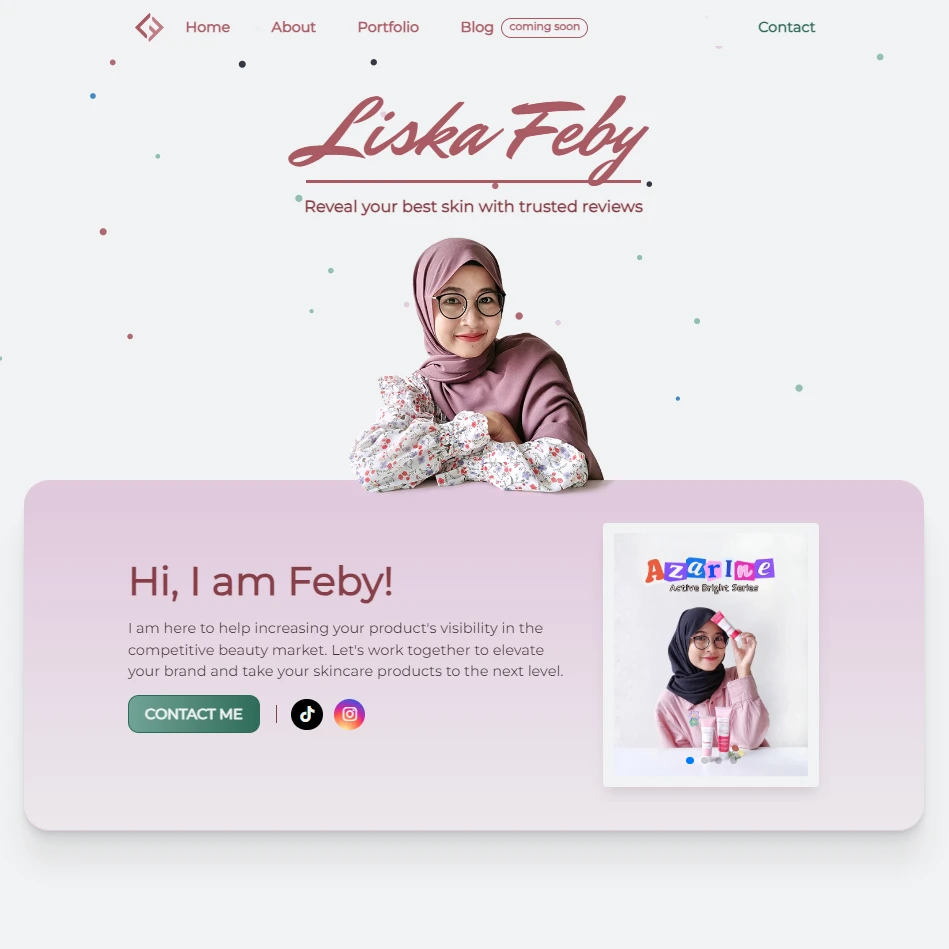 Home About Portfolio Blog coming soon Contact
Liska Feby
Reveal your best skin with trusted reviews
Hi, I am Feby!
I am here to help increasing your product's visibility in the
competitive beauty market. Let's work together to elevate
your brand and take your skincare products to the next level.
CONTACT ME
Azarine
Active Bright Series